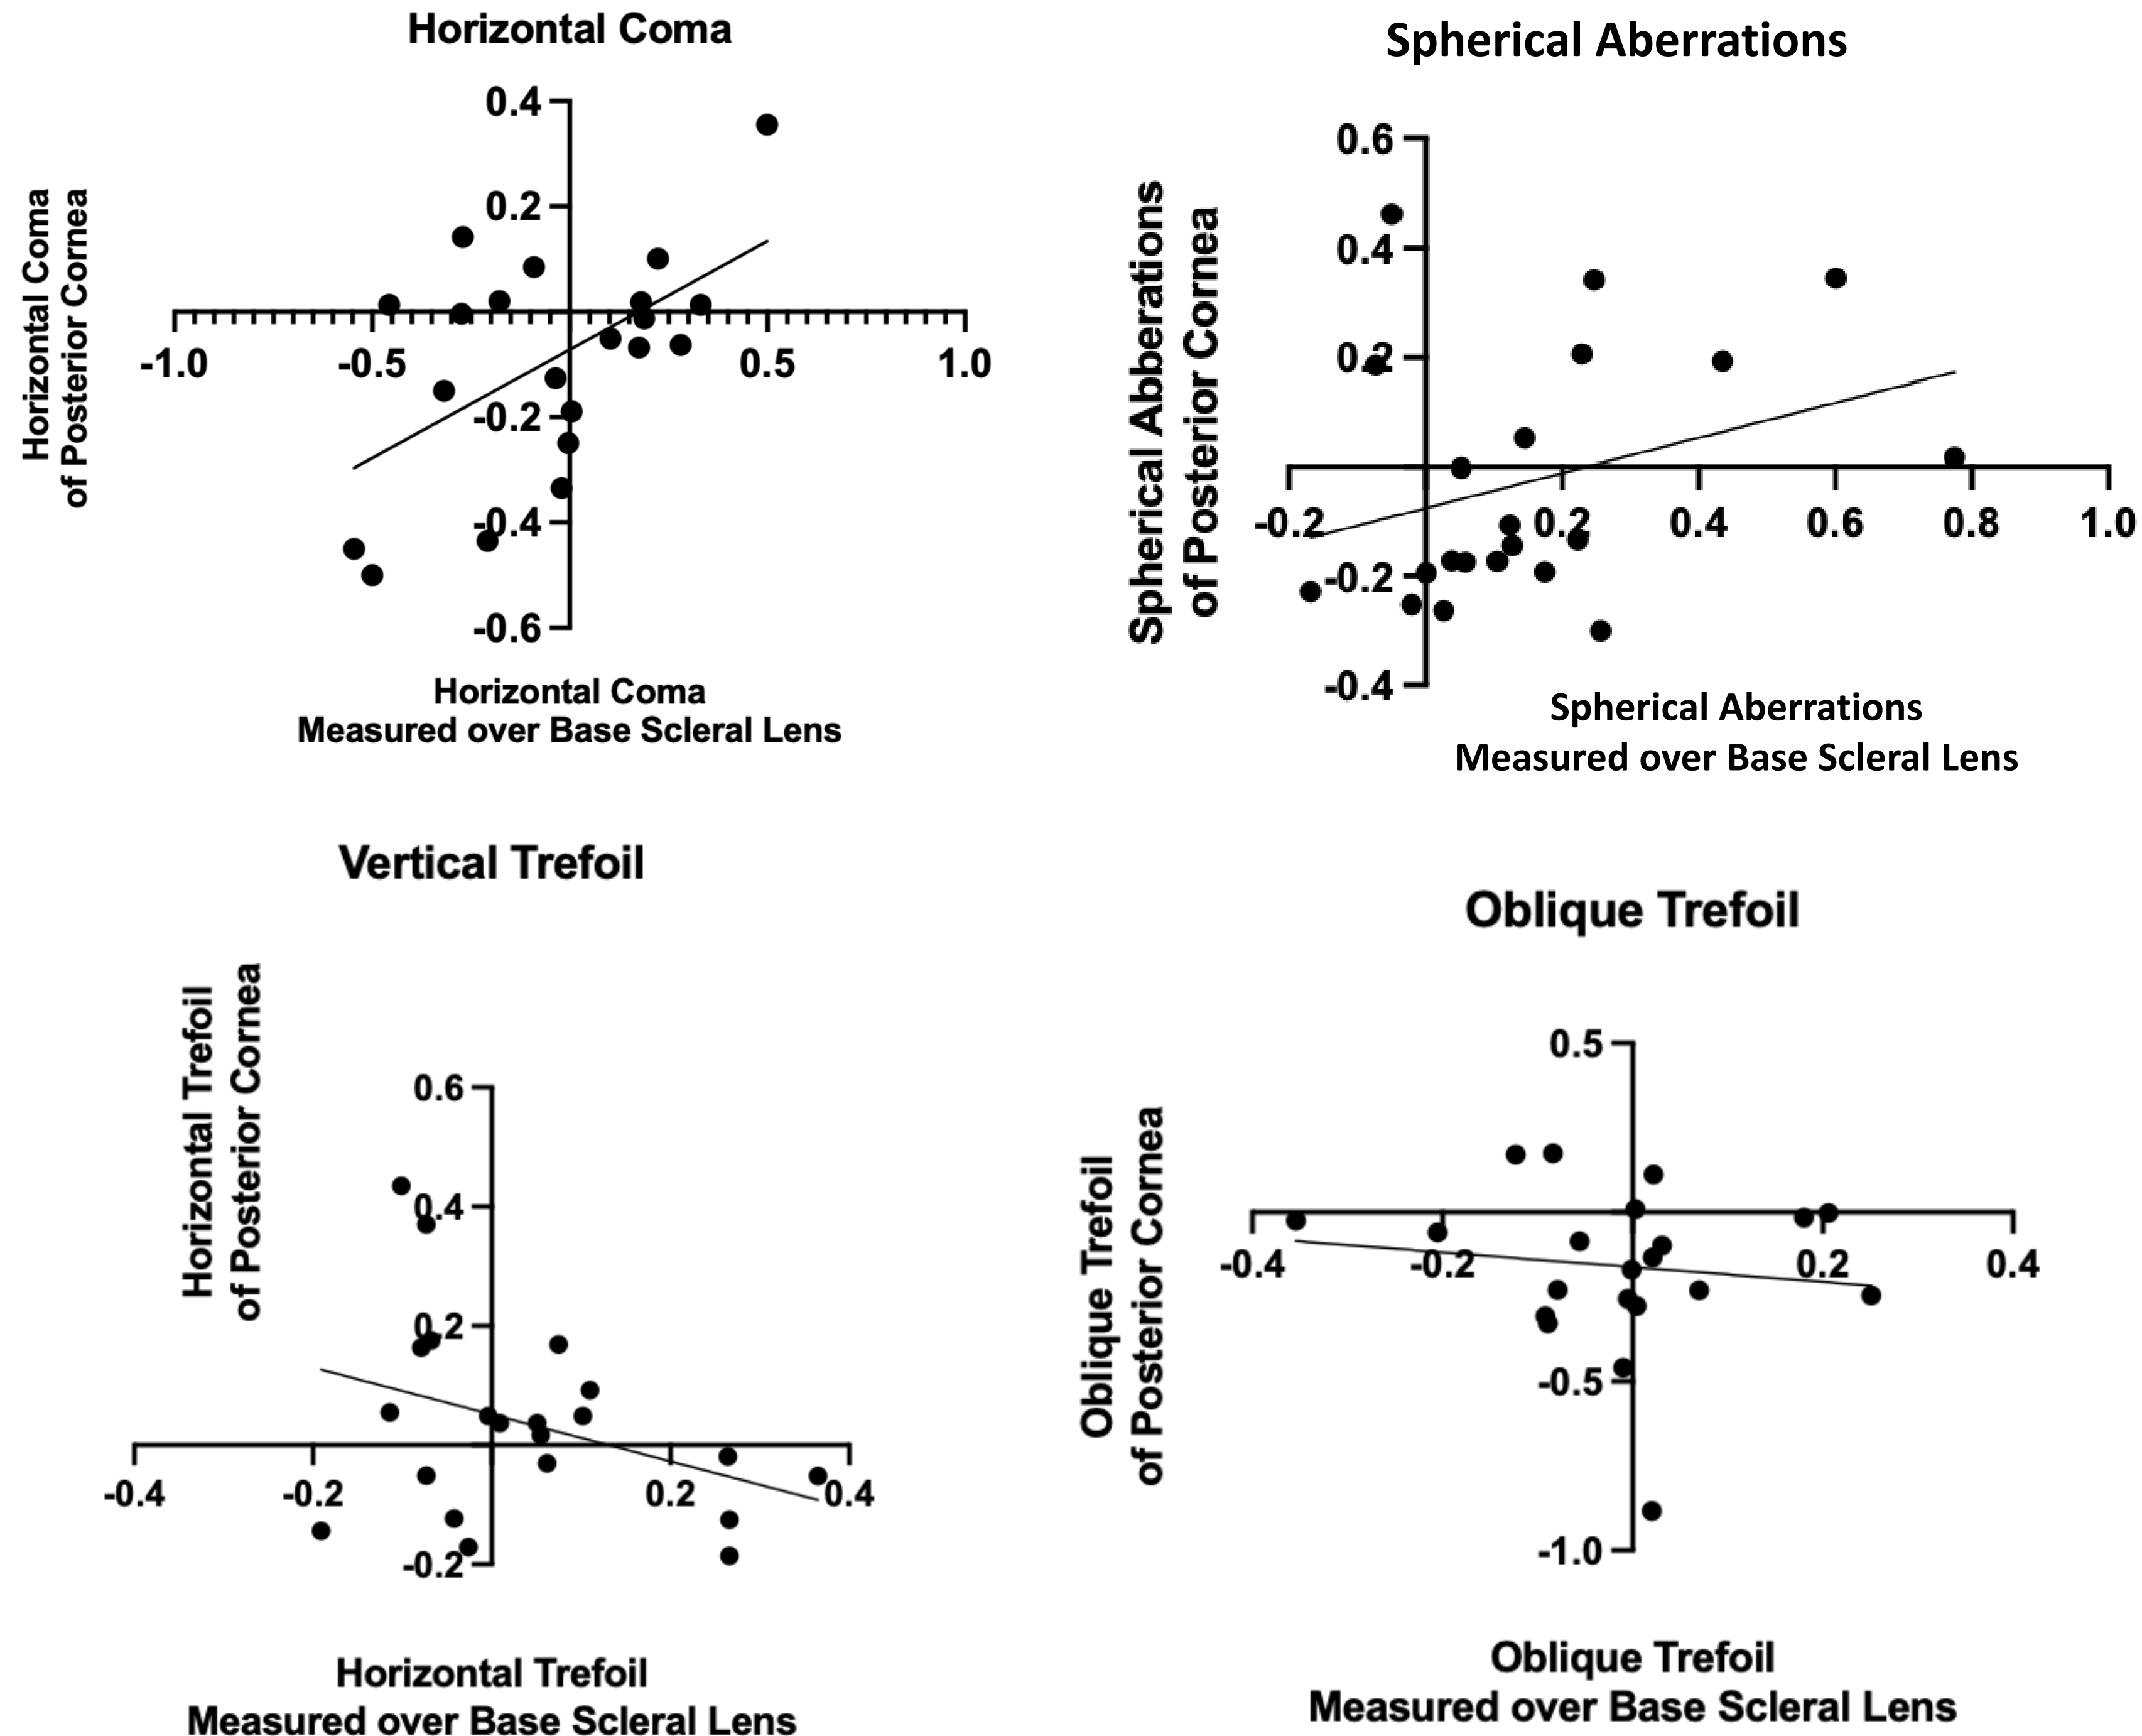 Horizontal Coma
Horizontal Coma
of Posterior Cornea
0.4
0.2
-0.2
-0.4
-0.6
-1.0 -0.5 0.5 1.0
Horizontal Coma
Measured over Base Scleral Lens
Spherical Aberrations
Spherical Abberations
of Posterior Cornea
0.6
0.4
0.2
-0.2
-0.4
-0.2 0.2 0.4 0.6 0.8 1.0
Spherical Aberrations
Measured over Base Scleral Lens
Vertical Trefoil
Horizontal Trefoil
of Posterior Cornea
0.6
0.4
0.2
-0.2
-0.4 -0.2 0.2 0.4
Horizontal Trefoil
Measured over Base Scleral Lens
Oblique Trefoil
Oblique Trefoil
of Posterior Cornea
0.5
-0.5
-1.0
-0.4 -0.2 0.2 0.4
Oblique Trefoil
Measured over Base Scleral Lens